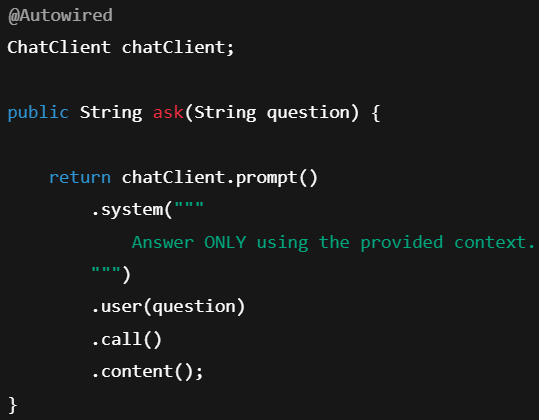 @Autowired
ChatClient chatClient;
public String ask(String question) {
return chatClient.prompt()
.system("""
Answer ONLY using the provided context.
""")
.user(question)
.call()
.content();
}